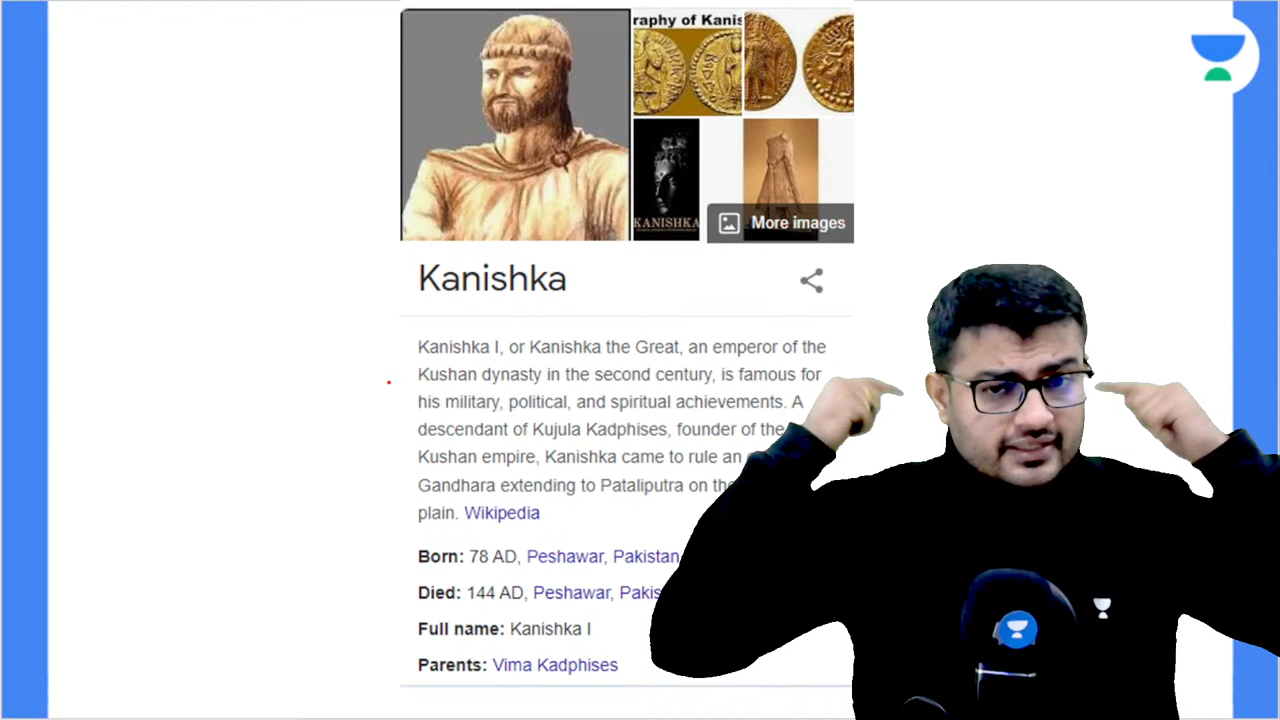 raphy of Kanis
KANISHKA
More images
Kanishka
Kanishka I, or Kanishka the Great, an emperor of the
Kushan dynasty in the second century, is famous for
his military, political, and spiritual achievements. A
descendant of Kujula Kadphises, founder of the
Kushan empire, Kanishka came to rule an
Gandhara extending to Pataliputra on the
plain. Wikipedia
Born: 78 AD, Peshawar, Pakistan
Died: 144 AD, Peshawar, Pakis
Full name: Kanishka I
Parents: Vima Kadphises